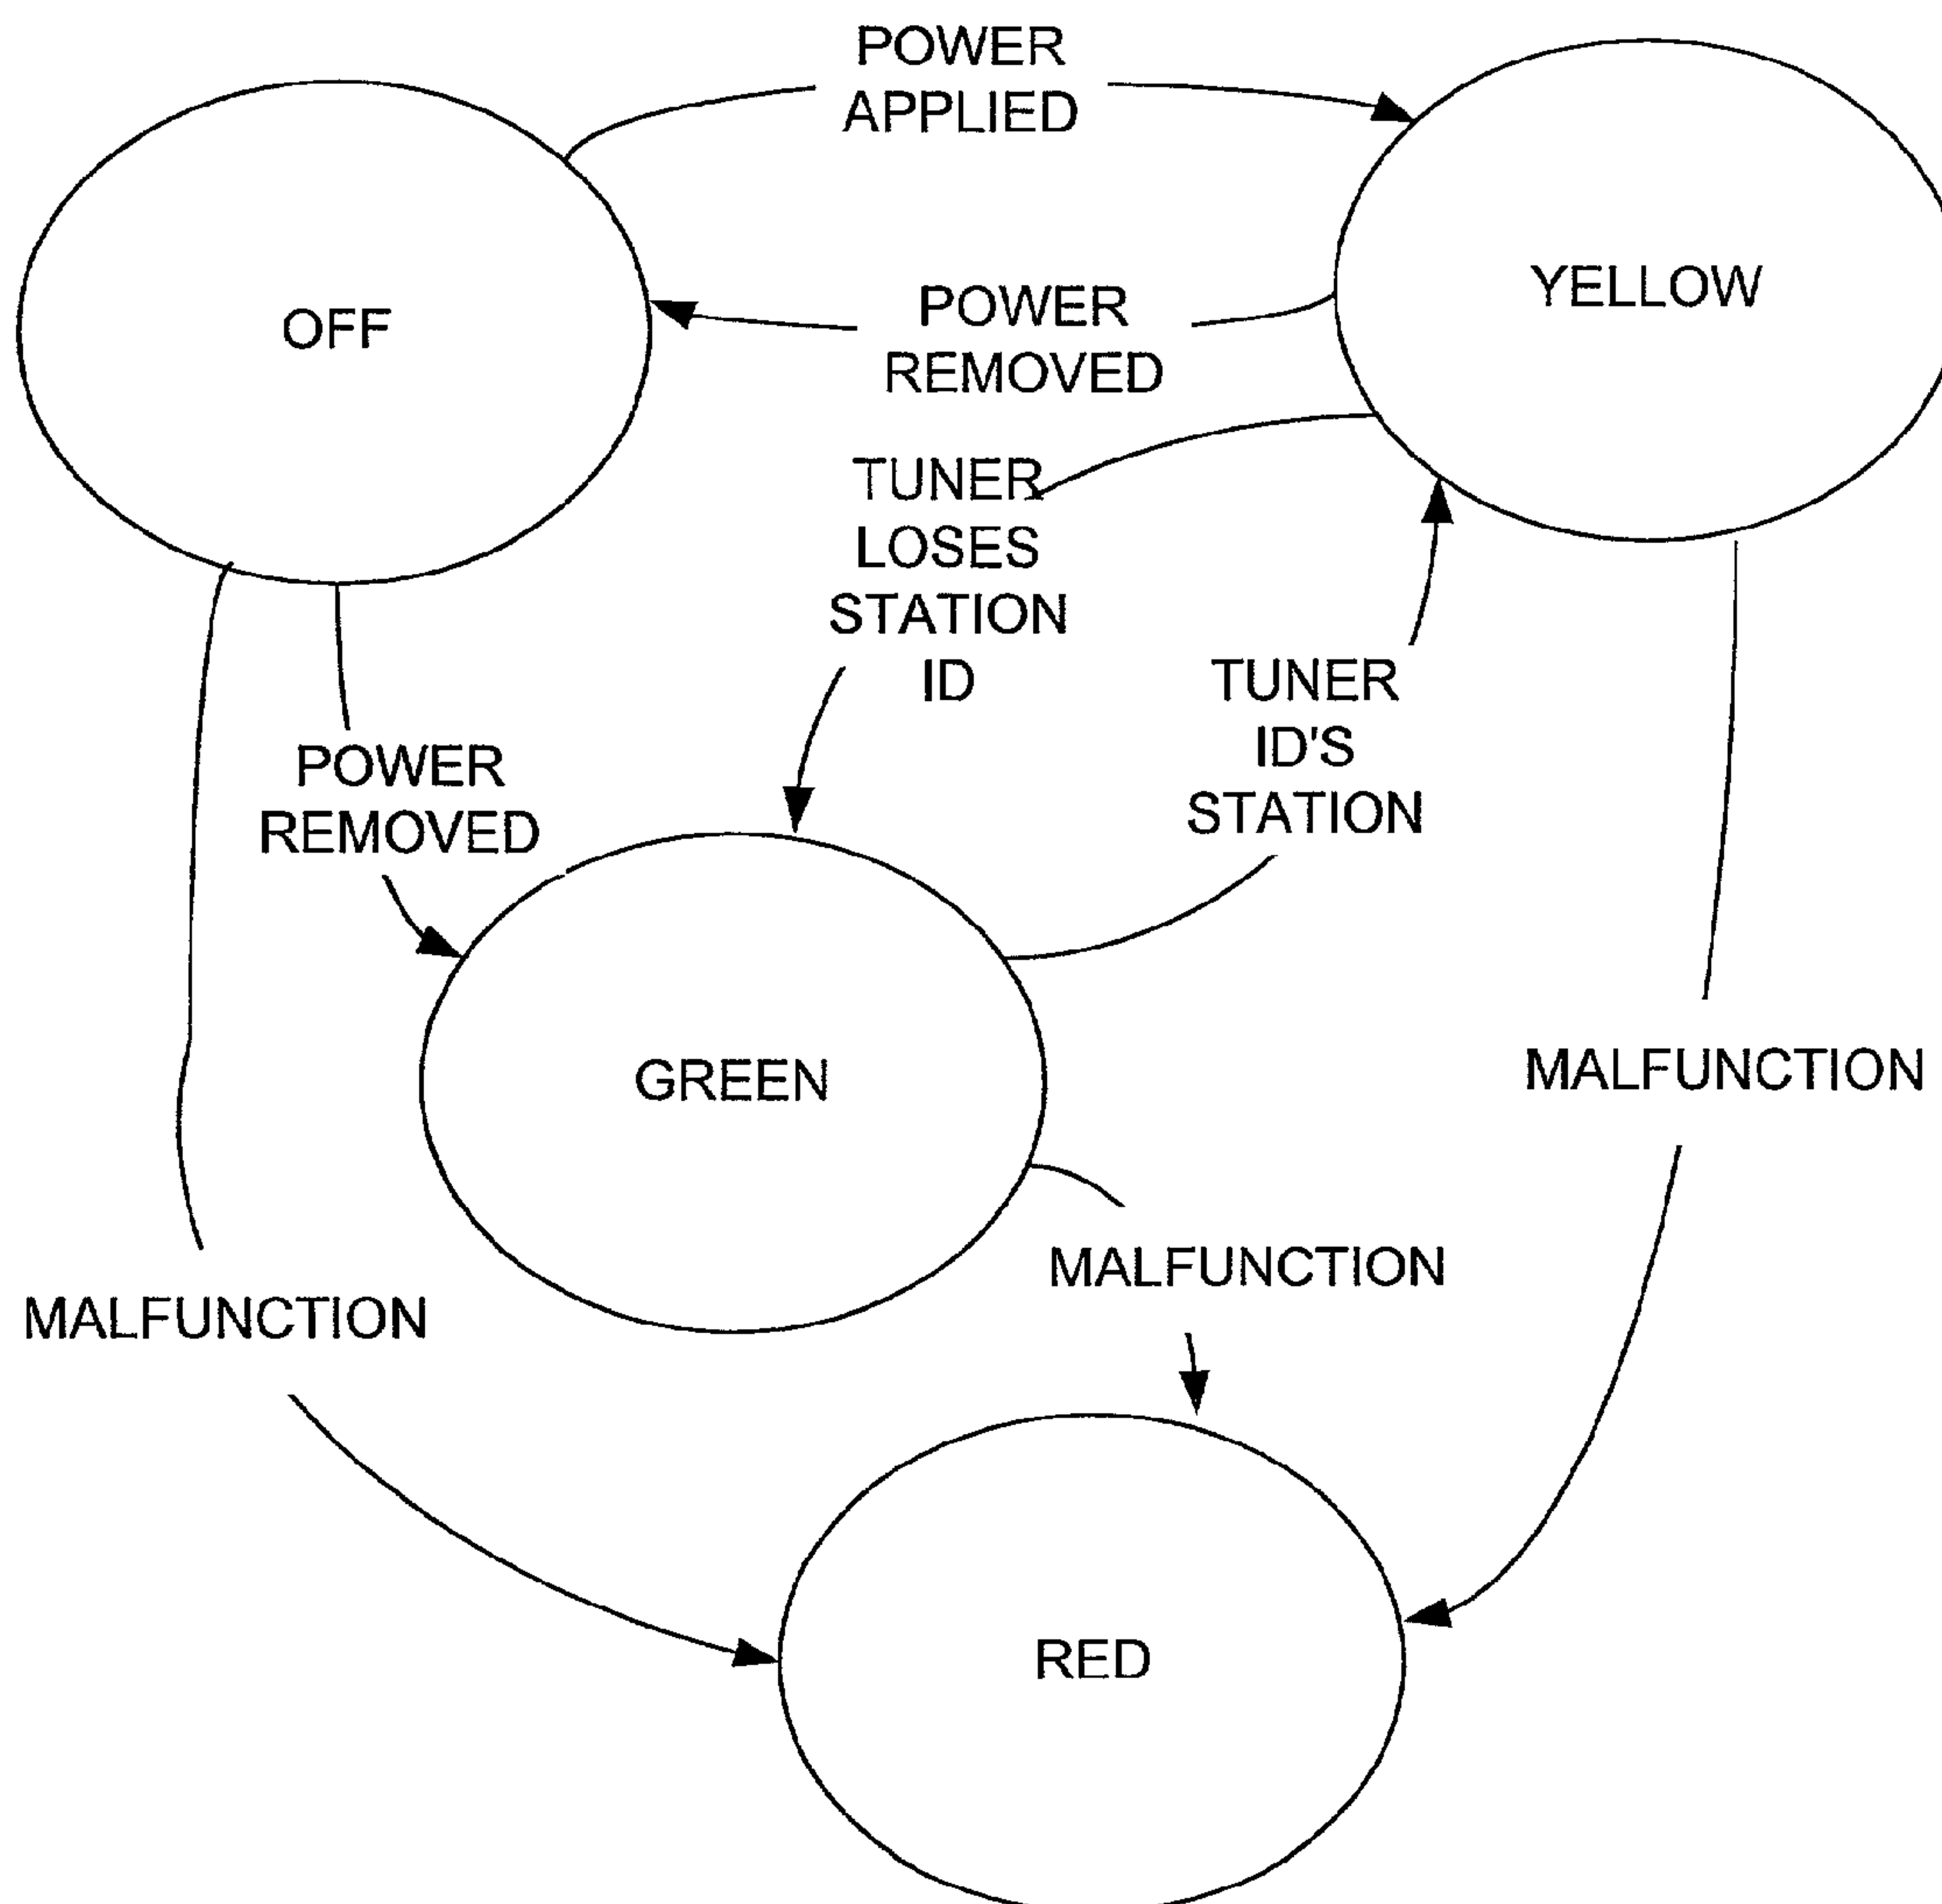 POWER
APPLIED
OFF
YELLOW
POWER
REMOVED
TUNER
LOSES
STATION
ID
TUNER
ID'S
STATION
POWER
REMOVED
GREEN
MALFUNCTION
MALFUNCTION
MALFUNCTION
RED